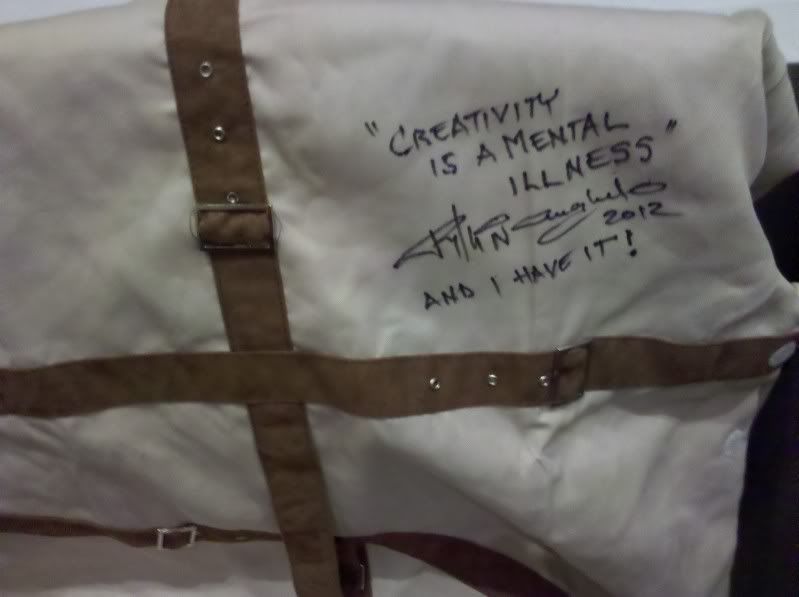 "CREATIVITY
IS A MENTAL
ILLNESS"
2012
AND I HAVE IT!